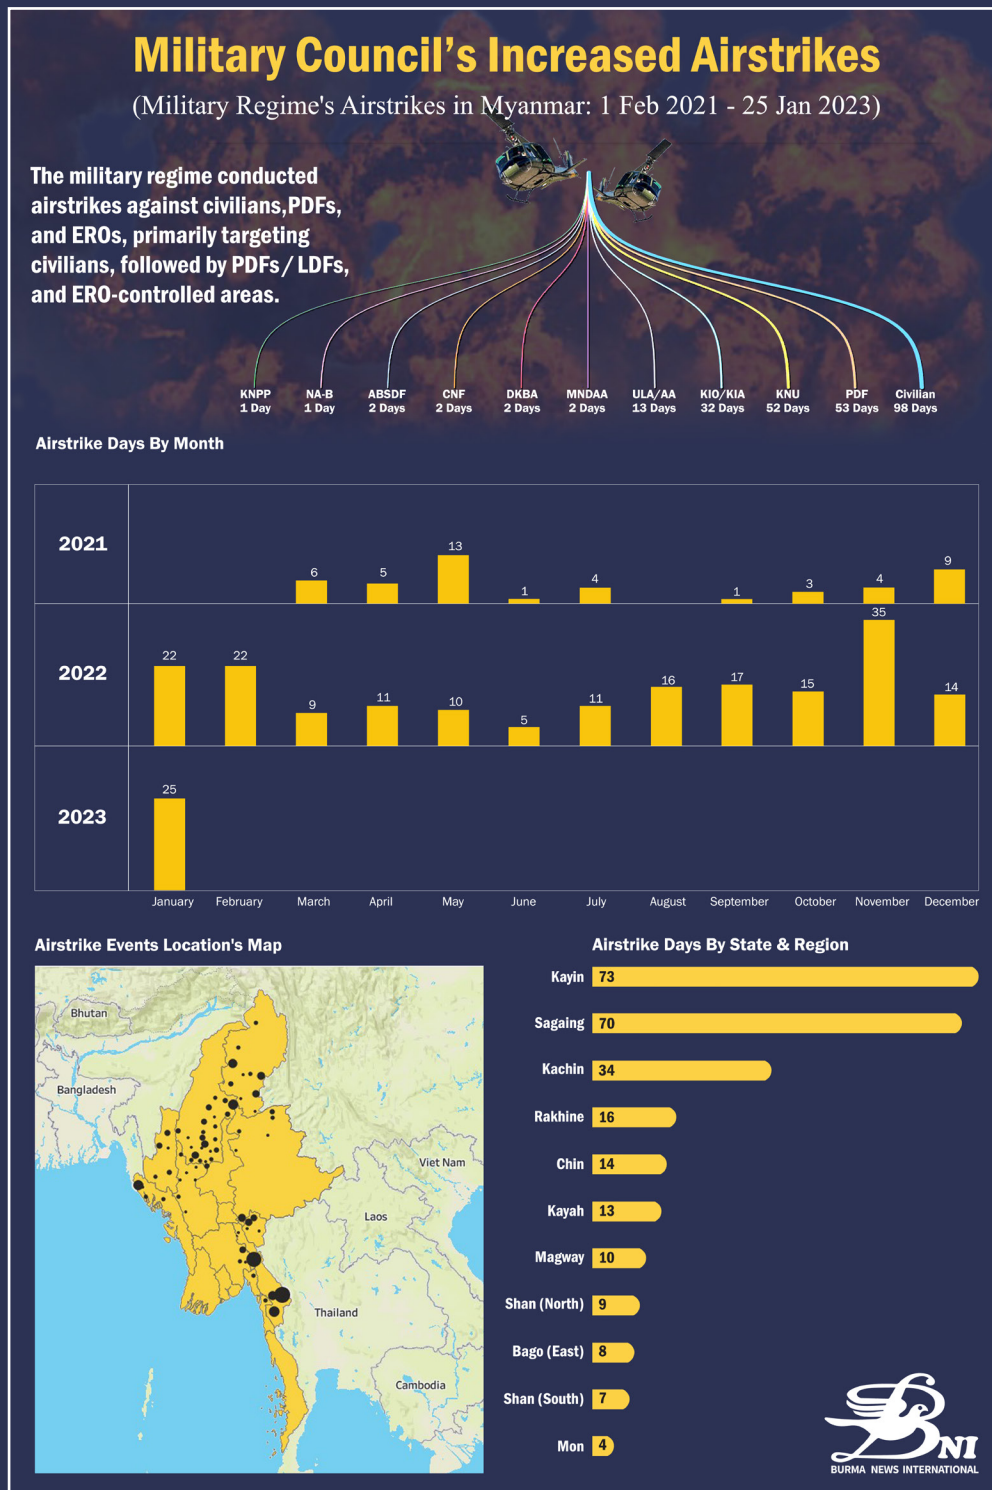 Military Council's Increased Airstrikes
(Military Regime's Airstrikes in Myanmar: 1 Feb 2021 - 25 Jan 2023)
The military regime conducted
airstrikes against civilians,PDFs,
and EROs, primarily targeting
civilians, followed by PDFs/LDFs,
and ERO-controlled areas.
KNPP NA-B ABSDF CNF DKBA MNDAA ULA/AA KIO/KIA KNU PDF Civilian
1 Day 1 Day 2 Days 2 Days 2 Days 2 Days 13 Days 32 Days 52 Days 53 Days 98 Days
Airstrike Days By Month
2021
6 5 13 1 4 1 3 4 9
2022
22 22 9 11 10 5 11 16 17 15 35 14
2023
25
January February March April May June July August September October November December
Airstrike Events Location's Map
Bhutan
Bangladesh
Viet Nam
Laos
Thailand
Cambodia
Airstrike Days By State & Region
Kayin 73
Sagaing 70
Kachin 34
Rakhine 16
Chin 14
Kayah 13
Magway 10
Shan (North) 9
Bago (East) 8
Shan (South) 7
Mon 4
BNI
BURMA NEWS INTERNATIONAL